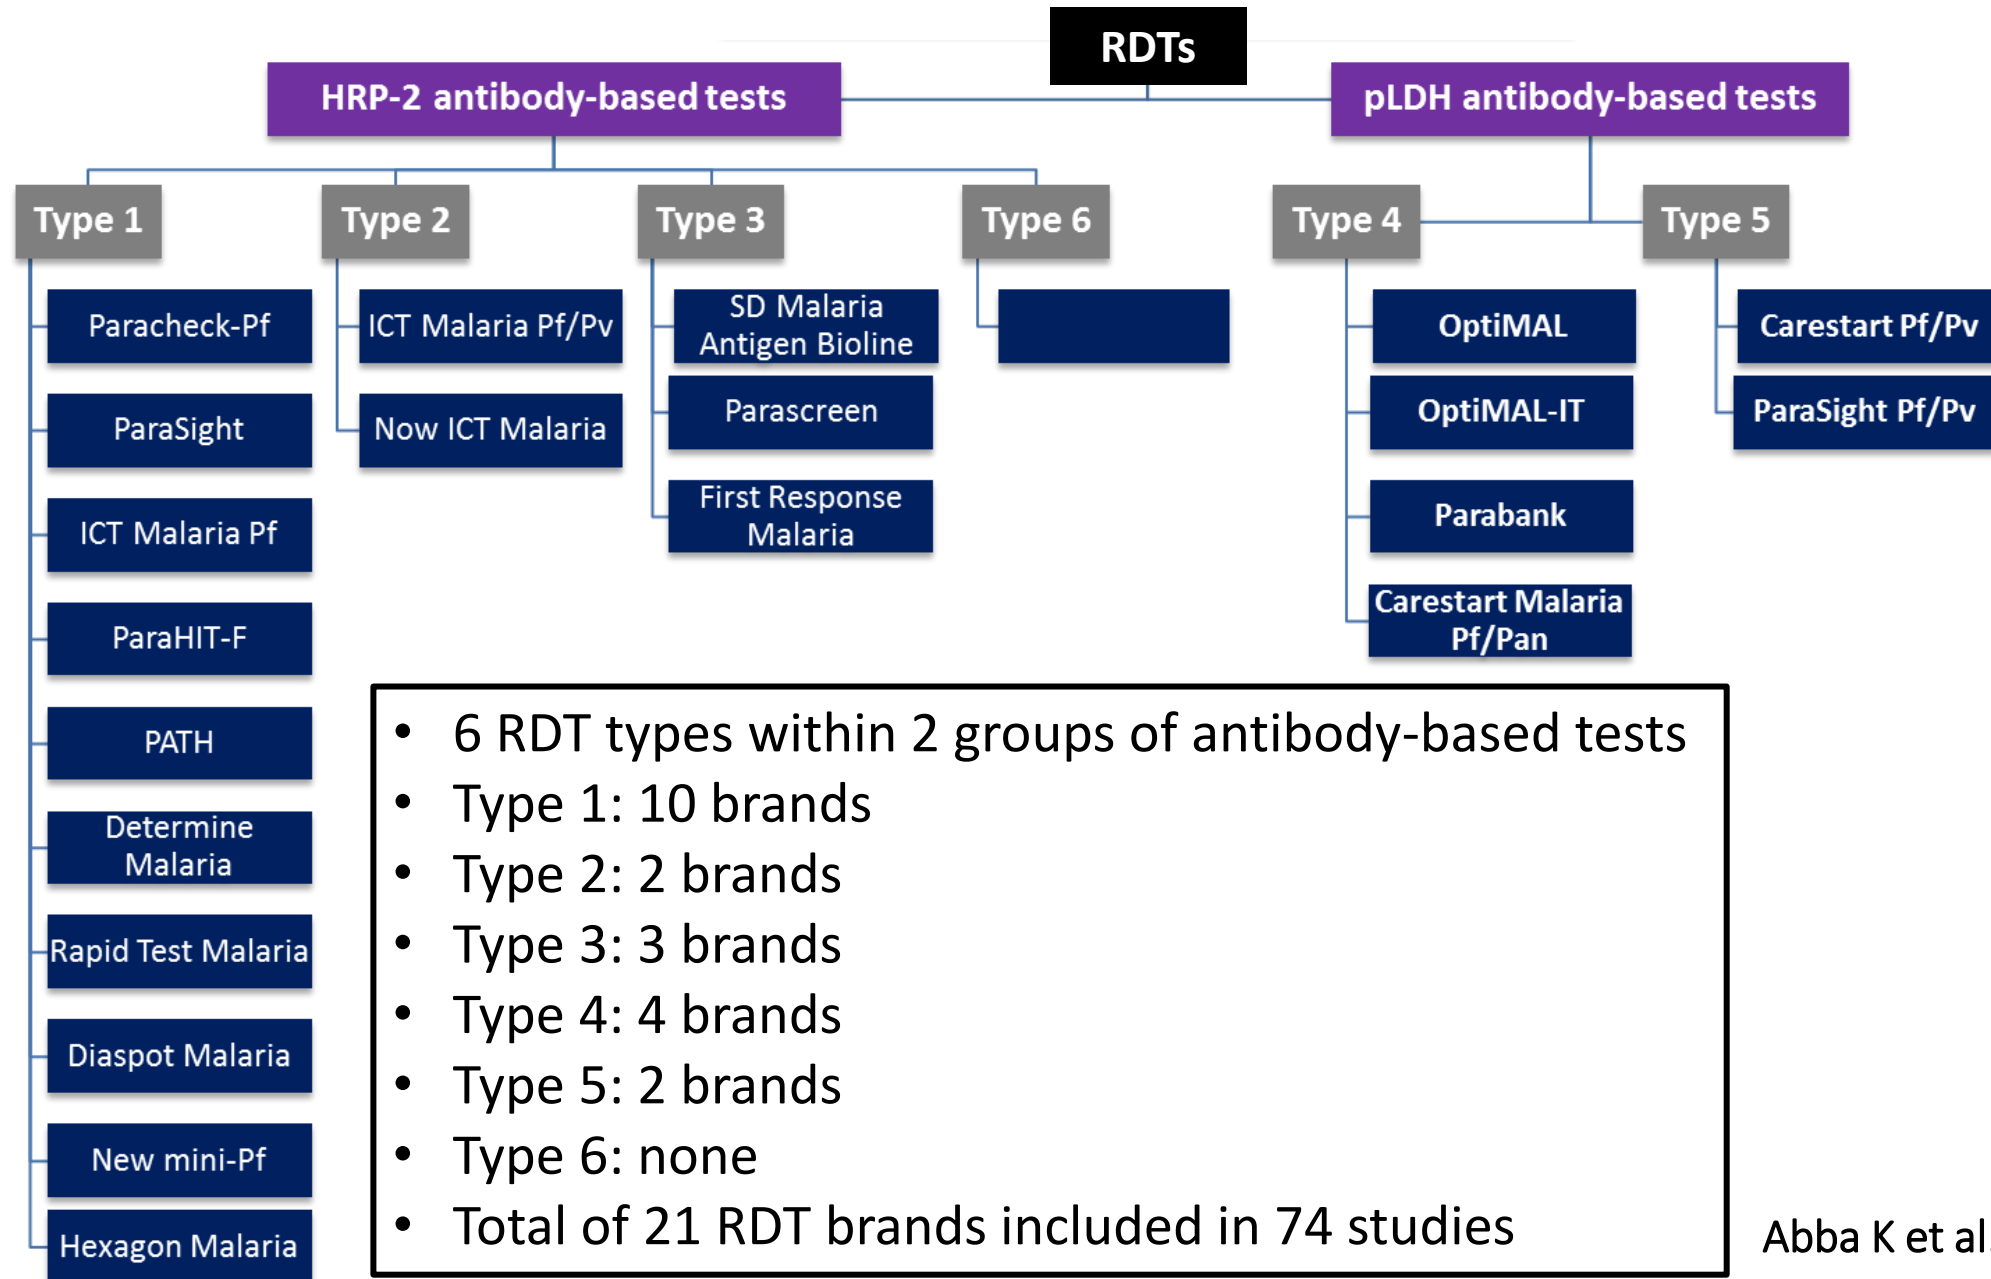 RDTs
HRP-2 antibody-based tests
pLDH antibody-based tests
Type 1
Type 2
Type 3
Type 6
Type 4
Type 5
Paracheck-Pf
ParaSight
ICT Malaria Pf
ParaHIT-F
PATH
Determine
Malaria
Rapid Test Malaria
Diaspot Malaria
New mini-Pf
Hexagon Malaria
ICT Malaria Pf/Pv
Now ICT Malaria
SD Malaria
Antigen Bioline
Parascreen
First Response
Malaria
OptiMAL
OptiMAL-IT
Parabank
Carestart Malaria
Pf/Pan
Carestart Pf/Pv
ParaSight Pf/Pv
• 6 RDT types within 2 groups of antibody-based tests
• Type 1: 10 brands
• Type 2: 2 brands
• Type 3: 3 brands
• Type 4: 4 brands
• Type 5: 2 brands
• Type 6: none
• Total of 21 RDT brands included in 74 studies
Abba K et al.